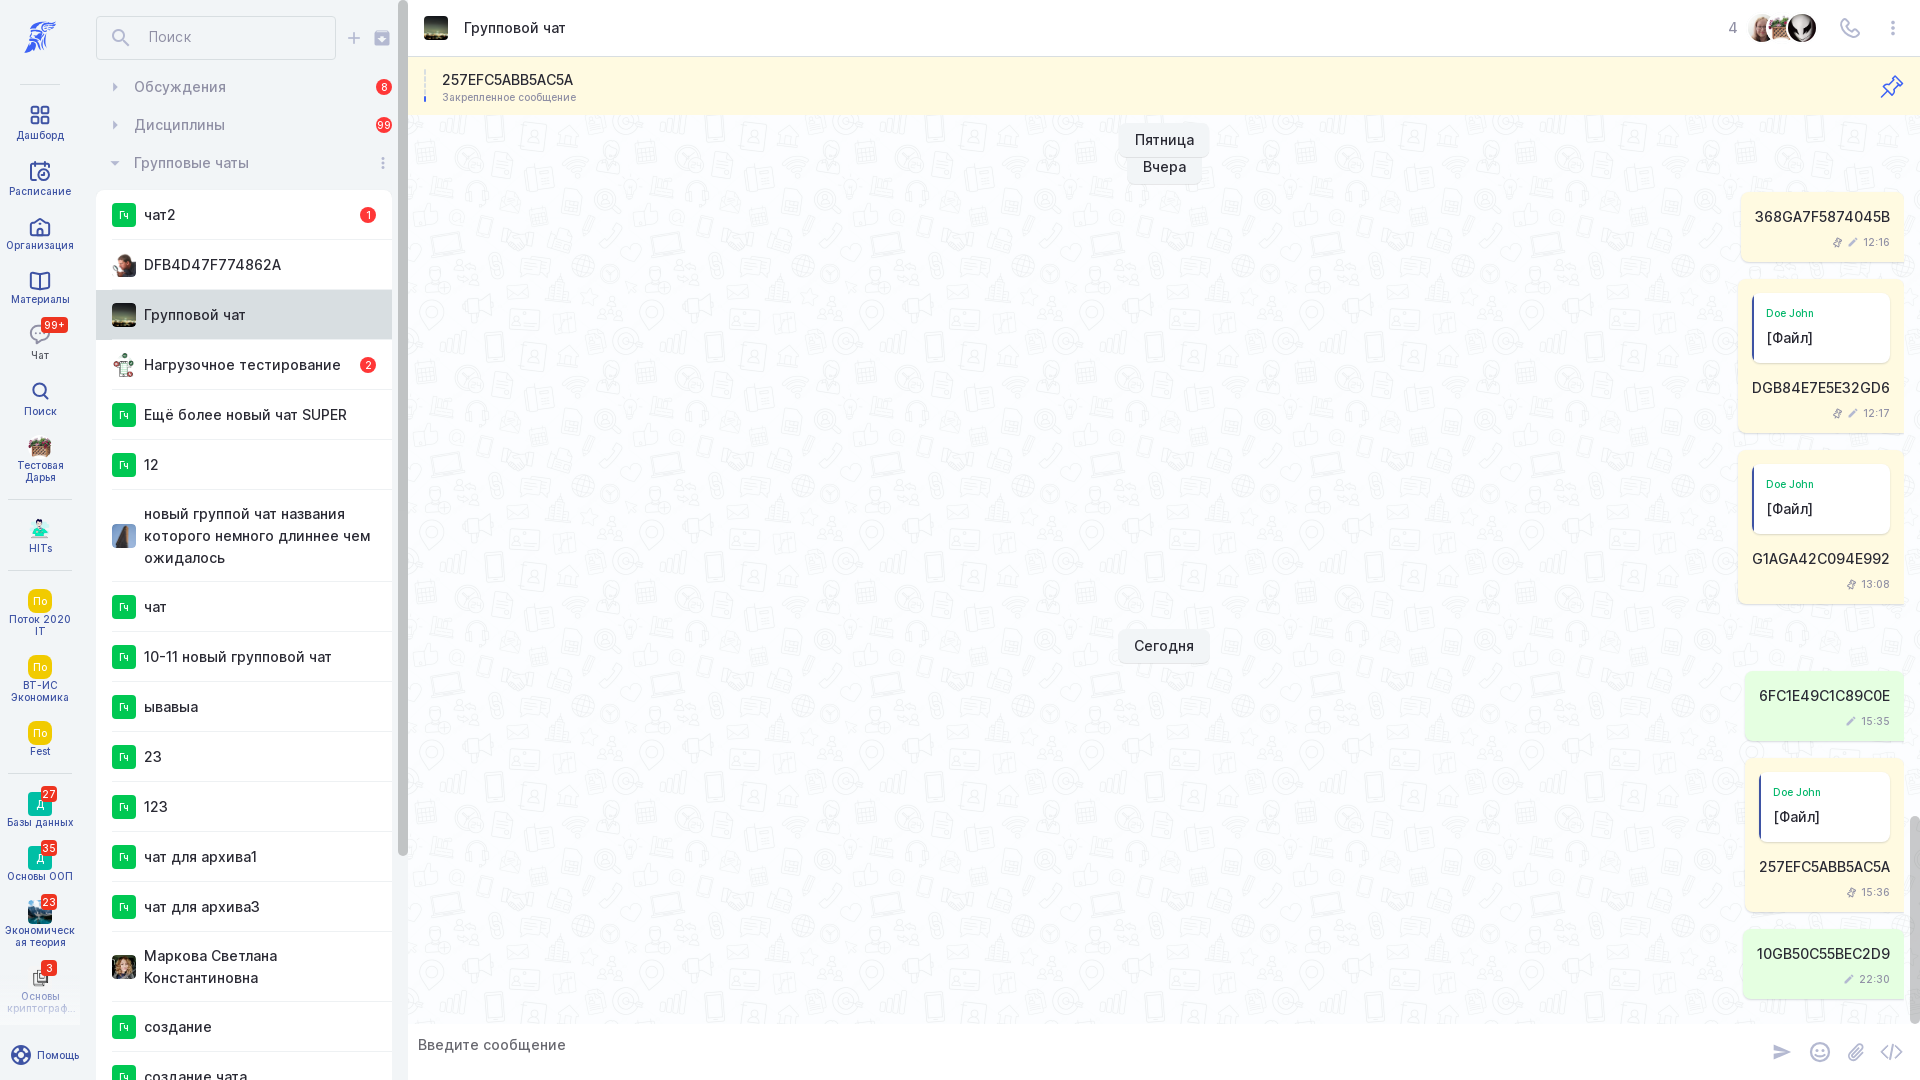 Дашборд
Расписание
Организация
Материалы
99+
Чат
Поиск
Тестовая
Дарья
HITs
По
Поток 2020
IT
По
ВТ-ИС
Экономика
По
Fest
27
Д
Базы данных
35
Д
Основы ООП
23
Экономическ
ая теория
3
Основы
криптограф...
Помощь
Поиск
Обсуждения
8
Дисциплины
99
Групповые чаты
Гч
чат2
1
DFB4D47F774862A
Групповой чат
Нагрузочное тестирование
2
Гч
Ещё более новый чат SUPER
Гч
12
новый группой чат названия
которого немного длиннее чем
ожидалось
Гч
чат
Гч
10-11 новый групповой чат
Гч
ывавыа
Гч
23
Гч
123
Гч
чат для архива1
Гч
чат для архива3
Маркова Светлана
Константиновна
Гч
создание
Гч
создание чата
Групповой чат
4
257EFC5ABB5AC5A
Закрепленное сообщение
Пятница
Вчера
368GA7F5874045B
12:16
Doe John
[Файл]
DGB84E7E5E32GD6
12:17
Doe John
[Файл]
G1AGA42C094E992
13:08
Сегодня
6FC1E49C1C89C0E
15:35
Doe John
[Файл]
257EFC5ABB5AC5A
15:36
10GB50C55BEC2D9
22:30
Введите сообщение